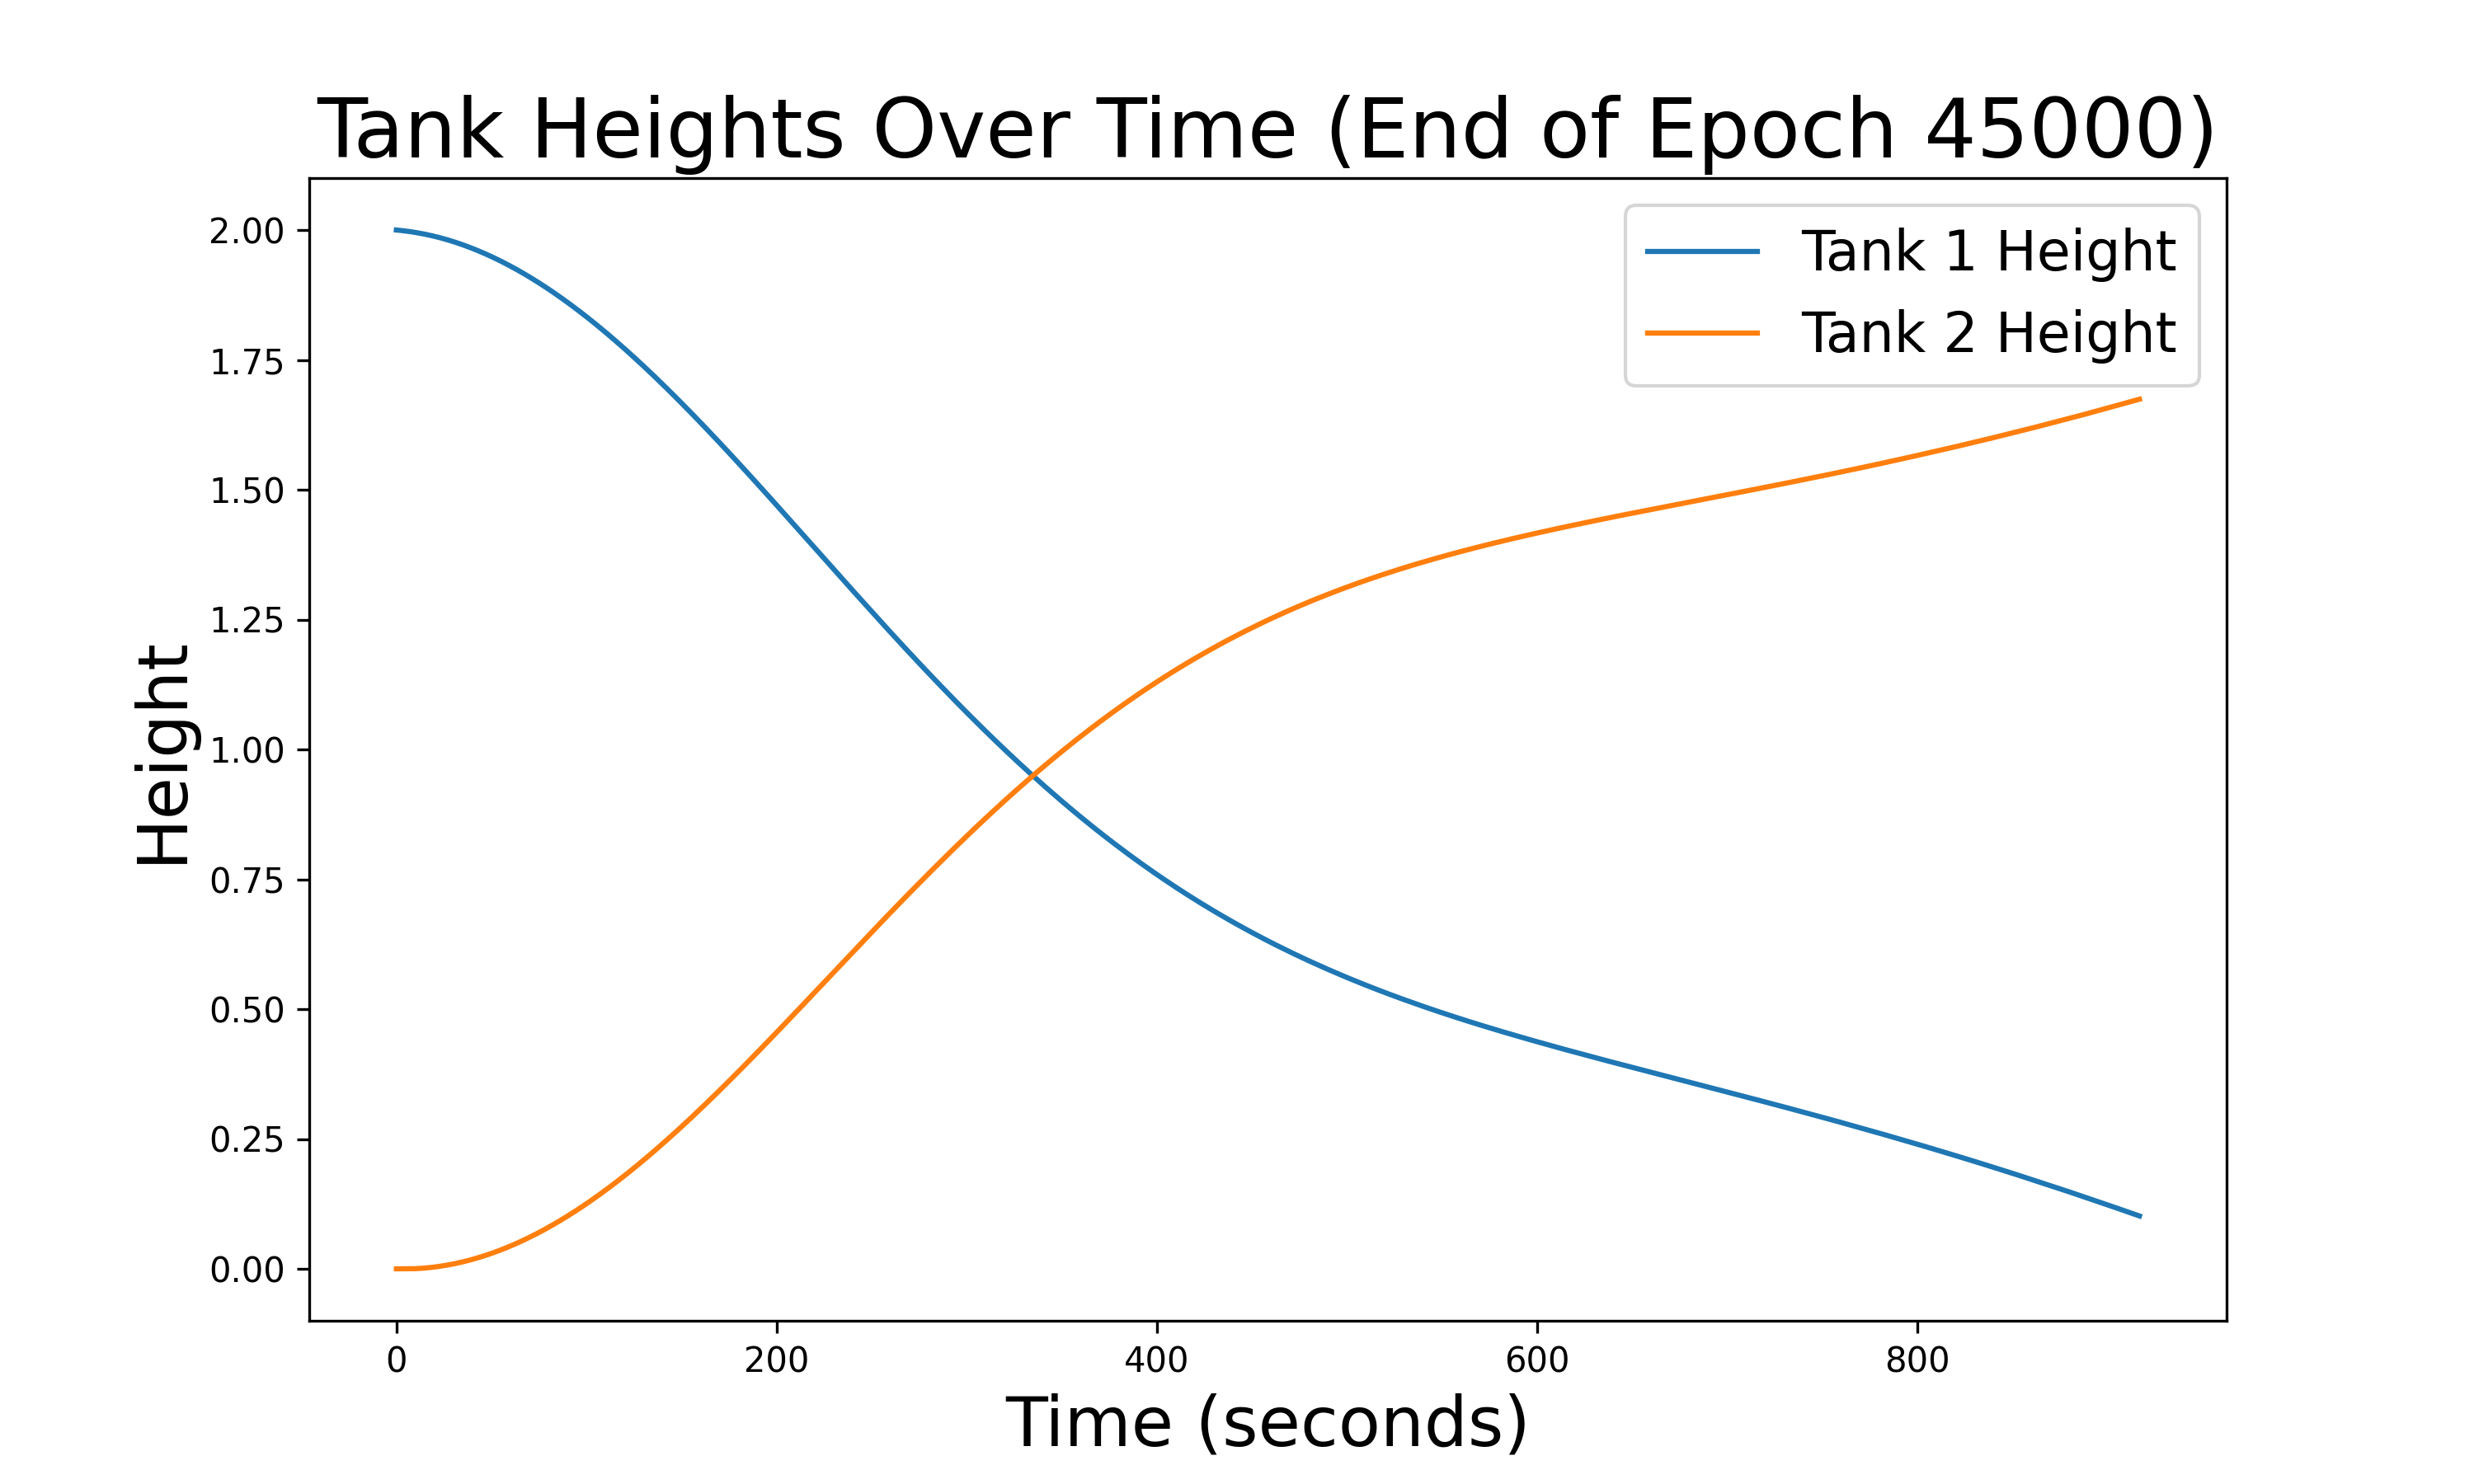 Tank Heights Over Time (End of Epoch 45000)
Tank 1 Height
Tank 2 Height
Height
2.00
1.75
1.50
1.25
1.00
0.75
0.50
0.25
0.00
0 200 400 600 800
Time (seconds)